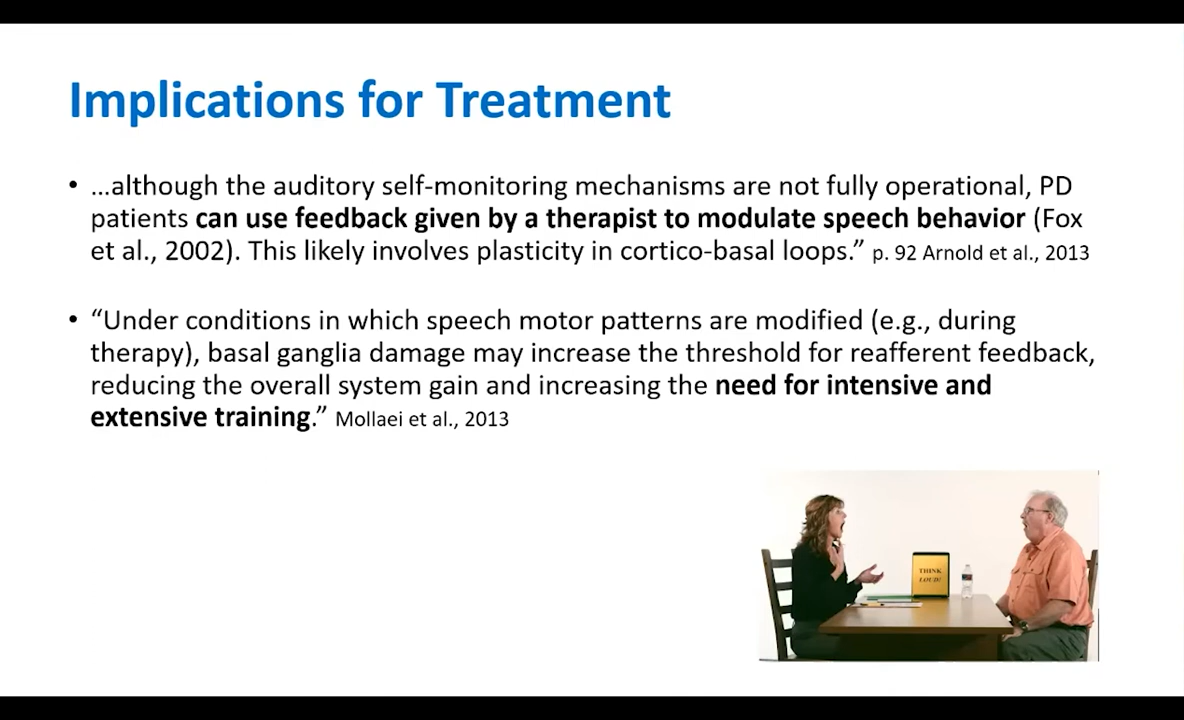 Implications for Treatment
• …although the auditory self-monitoring mechanisms are not fully operational, PD
patients can use feedback given by a therapist to modulate speech behavior (Fox
et al., 2002). This likely involves plasticity in cortico-basal loops.” p. 92 Arnold et al., 2013
• “Under conditions in which speech motor patterns are modified (e.g., during
therapy), basal ganglia damage may increase the threshold for reafferent feedback,
reducing the overall system gain and increasing the need for intensive and
extensive training.” Mollaei et al., 2013
THINK
LOUD!